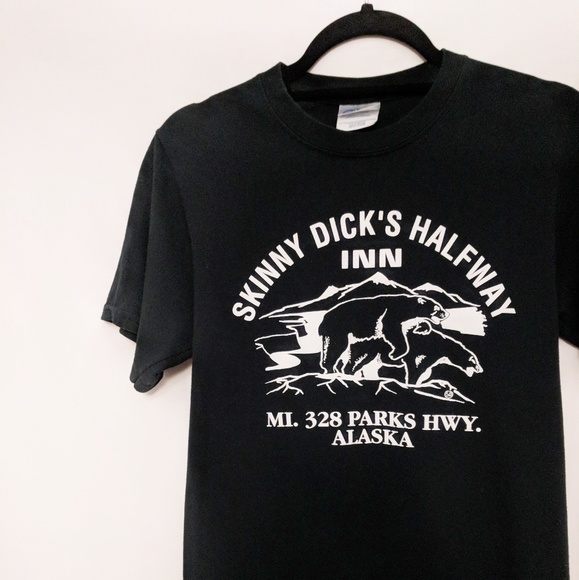 SKINNY DICK'S HALFWAY
INN
MI. 328 PARKS HWY.
ALASKA